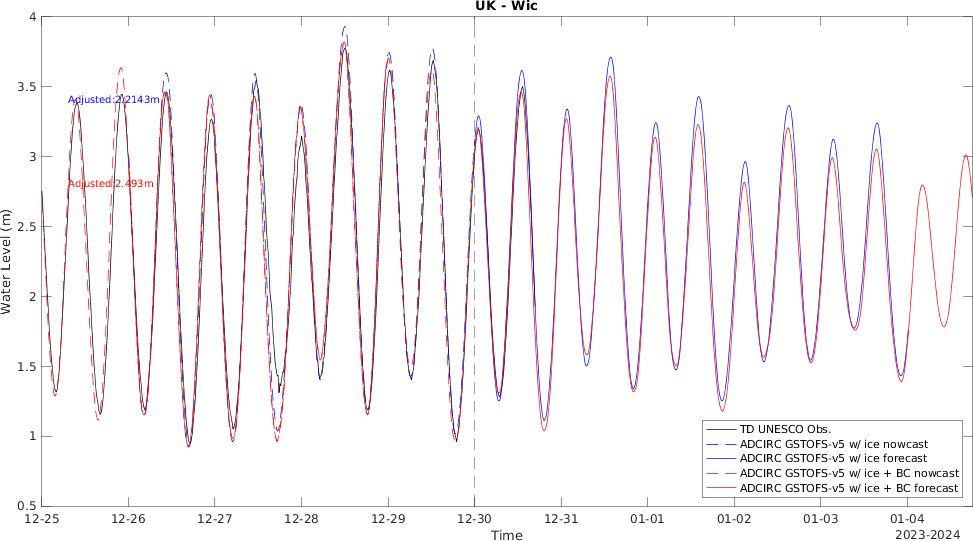 UK - Wic
4
3.5
3
2.5
2
1.5
1
0.5
Water Level (m)
Adjusted:2.2143m
Adjusted:2.493m
TD UNESCO Obs.
ADCIRC GSTOFS-v5 w/ ice nowcast
ADCIRC GSTOFS-v5 w/ ice forecast
ADCIRC GSTOFS-v5 w/ ice + BC nowcast
ADCIRC GSTOFS-v5 w/ ice + BC forecast
12-25 12-26 12-27 12-28 12-29 12-30 12-31 01-01 01-02 01-03 01-04
Time
2023-2024